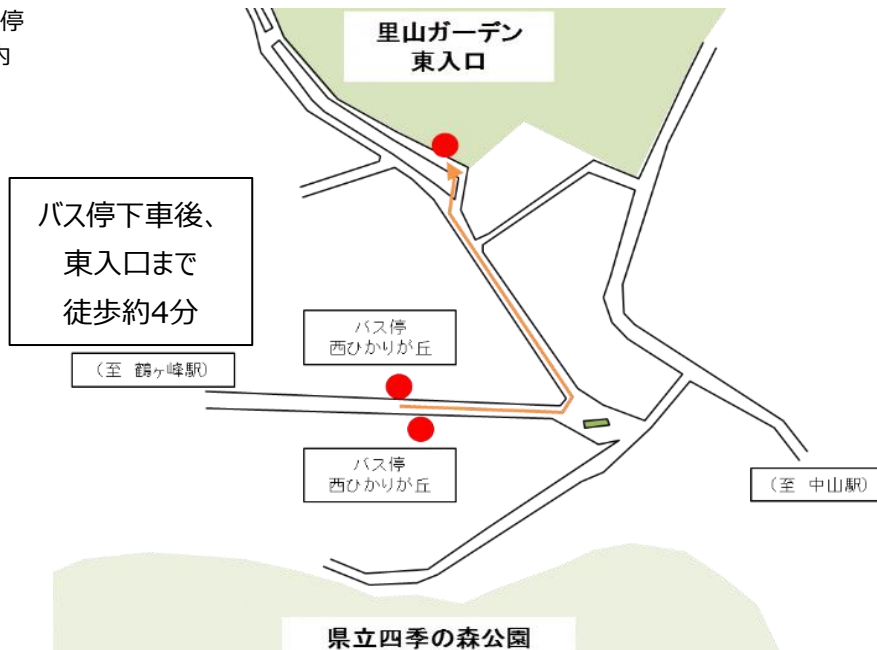 停
内
里山ガーデン
東入口
バス停下車後、
東入口まで
徒歩約4分
バス停
西ひかりが丘
（至 鶴ヶ峰駅）
バス停
西ひかりが丘
（至 中山駅）
県立四季の森公園